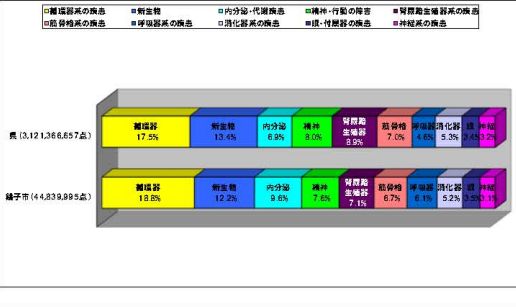 循環器系の疾患 新生物 内分泌・代謝疾患 精神・行動の障害 腎尿路生殖器系の疾患
筋骨格系の疾患 呼吸器系の疾患 消化器系の疾患 眼・付属器の疾患 神経系の疾患
県(3,121,366,657点)
循環器 17.5%
新生物 13.4%
内分泌 6.9%
精神 8.0%
腎尿路生殖器 8.9%
筋骨格 7.0%
呼吸器 4.6%
消化器 5.3%
眼 3.4%
神経 3.2%
銚子市(44,839,995点)
循環器 18.8%
新生物 12.2%
内分泌 9.6%
精神 7.6%
腎尿路生殖器 7.1%
筋骨格 6.7%
呼吸器 6.1%
消化器 5.2%
眼 3.5%
神経 3.1%